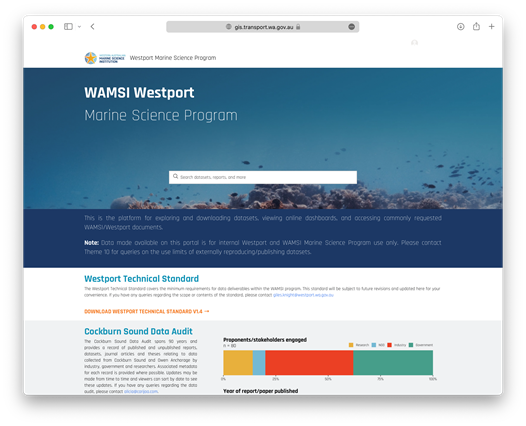 gis.transport.wa.gov.au
WESTERN AUSTRALIAN
MARINE SCIENCE
INSTITUTION
Westport Marine Science Program
WAMSI Westport
Marine Science Program
Search datasets, reports, and more
This is the platform for exploring and downloading datasets, viewing online dashboards, and accessing commonly requested
WAMSI/Westport documents.
Note: Data made available on this portal is for internal Westport and WAMSI Marine Science Program use only. Please contact
Theme 10 for queries on the use limits of externally reproducing/publishing datasets.
Westport Technical Standard
The Westport Technical Standard covers the minimum requirements for data deliverables within the WAMSI program. This standard will be subject to future revisions and updated here for your
convenience. If you have any queries regarding the scope or contents of the standard, please contact
DOWNLOAD WESTPORT TECHNICAL STANDARD V1.4 →
Cockburn Sound Data Audit
The Cockburn Sound Data Audit spans 90 years and
provides a record of published and unpublished reports,
datasets, journal articles and theses relating to data
collected from Cockburn Sound and Owen Anchorage by
industry, government and researchers. Associated metadata
for each record is provided where possible. Updates may be
made from time to time and viewers can sort by date to see
these updates. If you have any queries regarding the data
audit, please contact
Proponents/stakeholders engaged
Research
NGO
Industry
Government
0%
25%
50%
75%
100%
Year of report/paper published